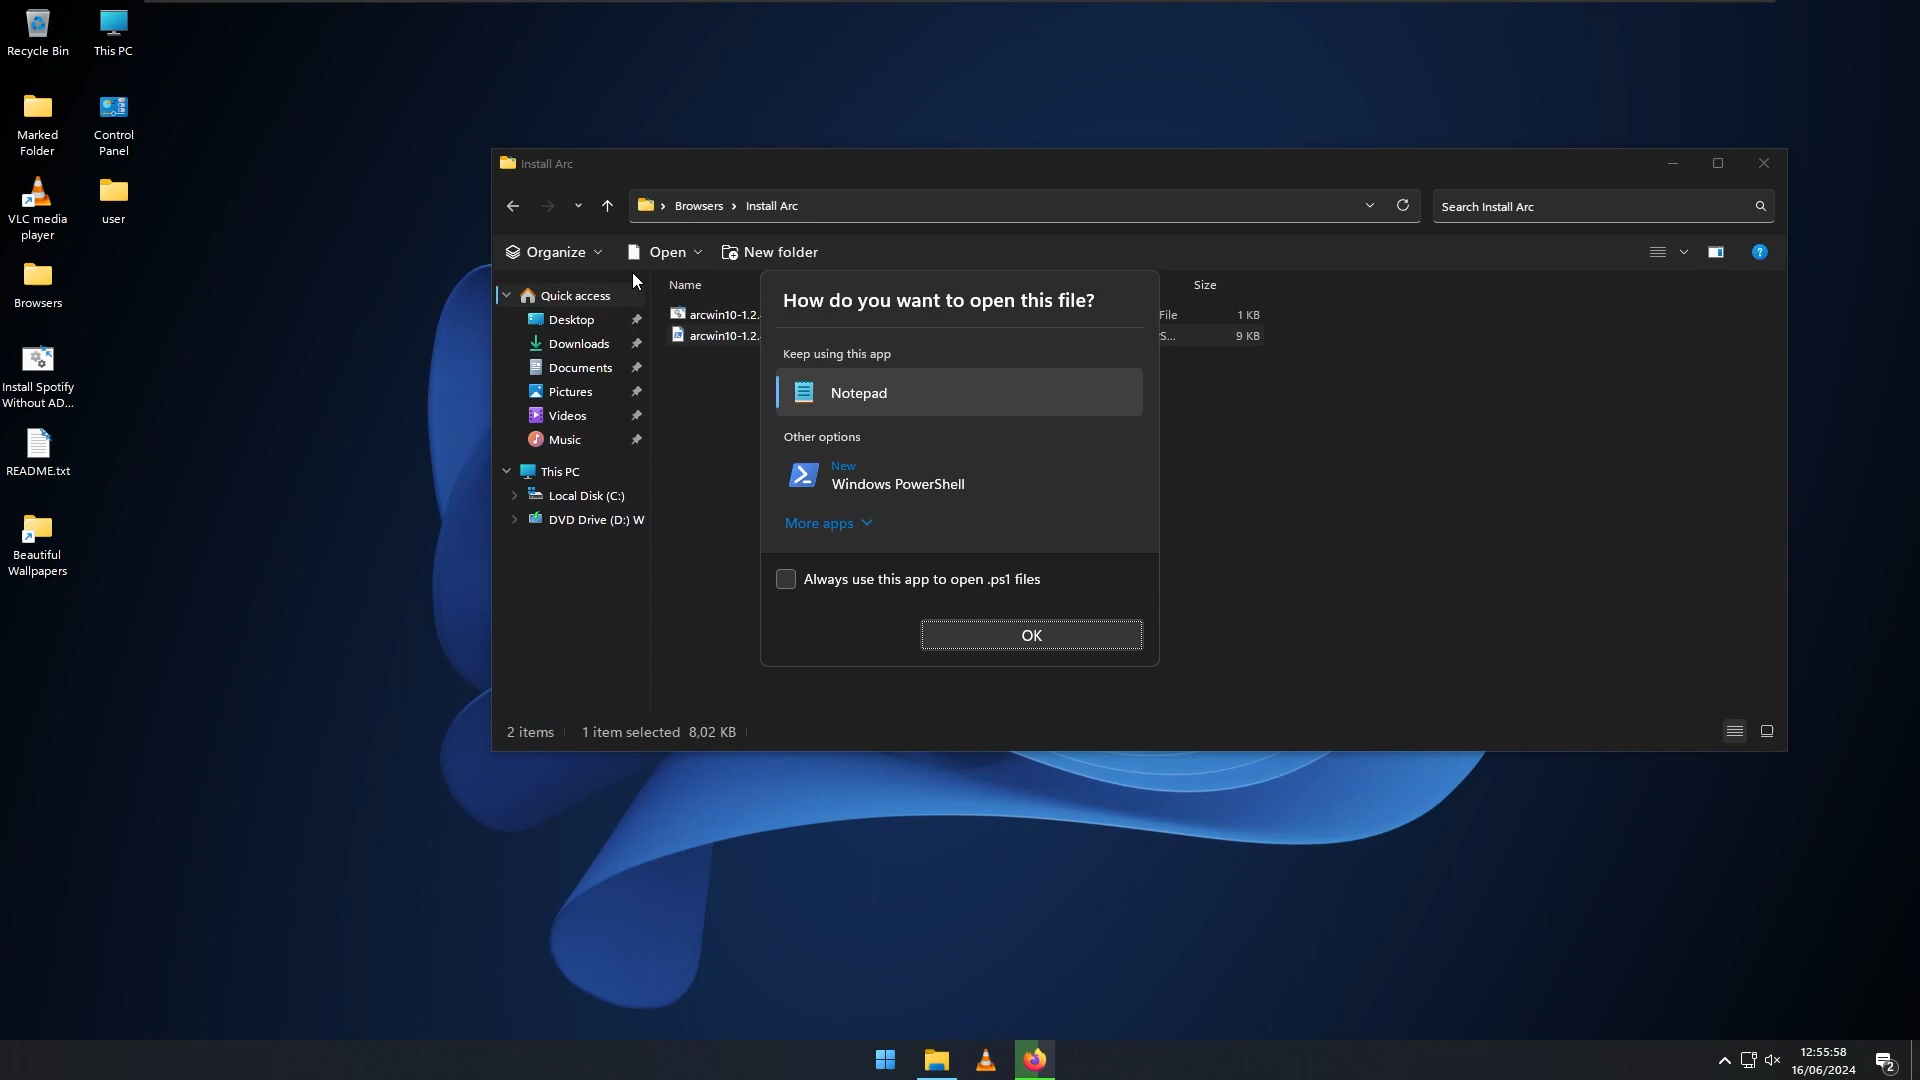 Recycle Bin
This PC
Marked
Folder
Control
Panel
VLC media
player
user
Browsers
Install Spotify
Without AD...
README.txt
Beautiful
Wallpapers
Install Arc
Browsers
Install Arc
Search Install Arc
Organize
Open
New folder
Quick access
Desktop
Downloads
Documents
Pictures
Videos
Music
This PC
Local Disk (C:)
DVD Drive (D:) W
Name
Size
arcwin10-1.2.
File
1 KB
arcwin10-1.2.
S...
9 KB
How do you want to open this file?
Keep using this app
Notepad
Other options
New
Windows PowerShell
More apps
Always use this app to open .ps1 files
OK
2 items
1 item selected 8,02 KB
12:55:58
16/06/2024
2